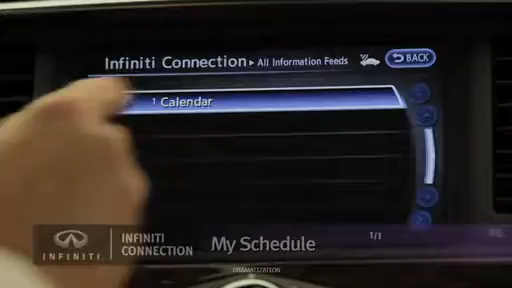 Infiniti Connection ▸ All Information Feeds
BACK
1 Calendar
1/1
INFINITI
INFINITI
CONNECTION
My Schedule
DRAMATIZATION